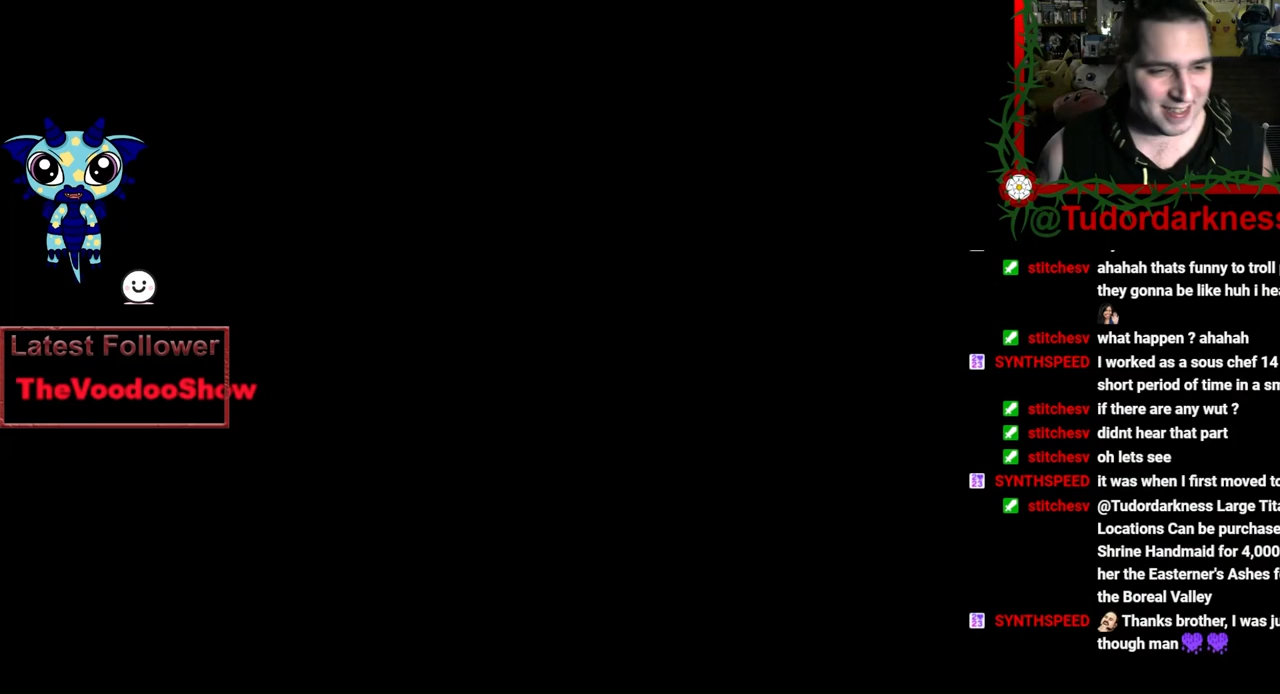 Latest Follower
TheVoodooShow
@Tudordarkness
stitchesv ahahah thats funny to troll
they gonna be like huh i hea
stitchesv what happen ? ahahah
SYNTHSPEED I worked as a sous chef 14
short period of time in a sm
stitchesv if there are any wut ?
stitchesv didnt hear that part
stitchesv oh lets see
SYNTHSPEED it was when I first moved to
stitchesv @Tudordarkness Large Tita
Locations Can be purchase
Shrine Handmaid for 4,000
her the Easterner's Ashes f
the Boreal Valley
SYNTHSPEED Thanks brother, I was ju
though man